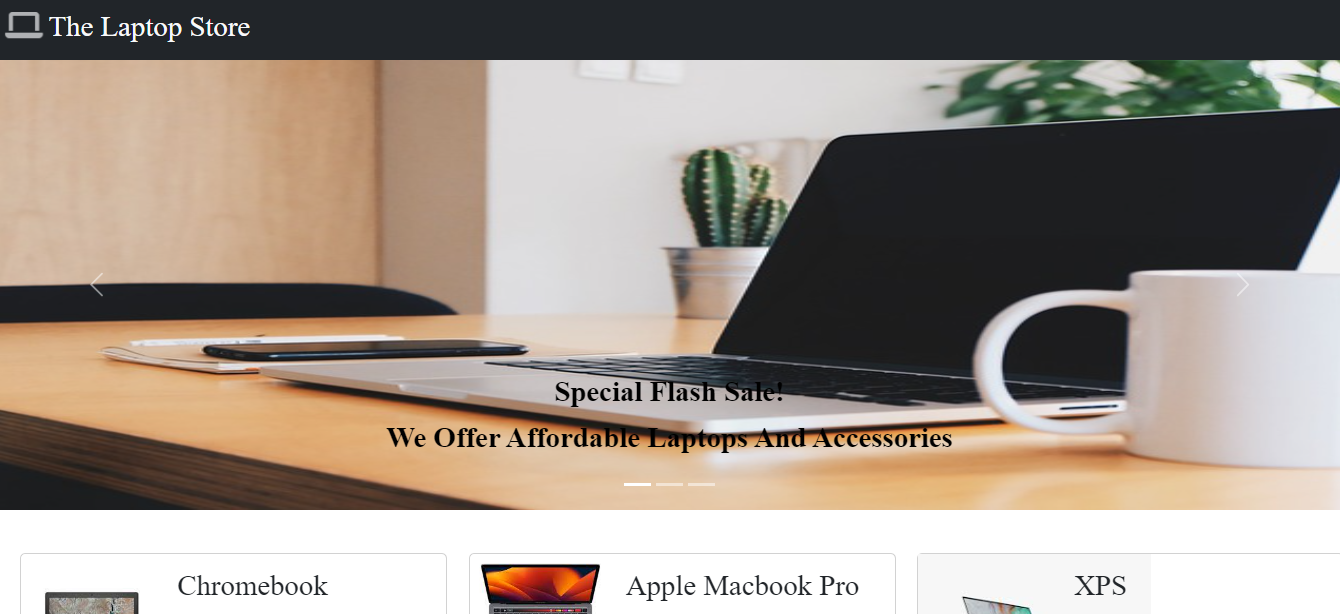 The Laptop Store
Special Flash Sale!
We Offer Affordable Laptops And Accessories
Chromebook
Apple Macbook Pro
XPS